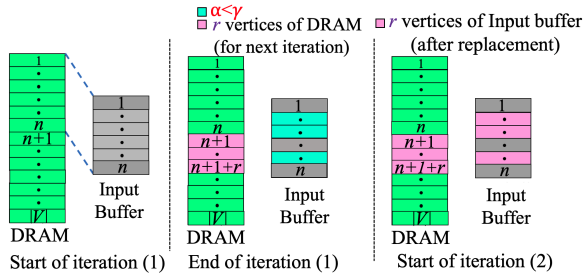 α<γ
r vertices of DRAM
(for next iteration)
r vertices of Input buffer
(after replacement)
1
n
n+1
|V|
DRAM
1
n
Input
Buffer
Start of iteration (1)
1
n
n+1
n+1+r
|V|
DRAM
1
n
Input
Buffer
End of iteration (1)
1
n
n+1
n+1+r
|V|
DRAM
1
n
Input
Buffer
Start of iteration (2)